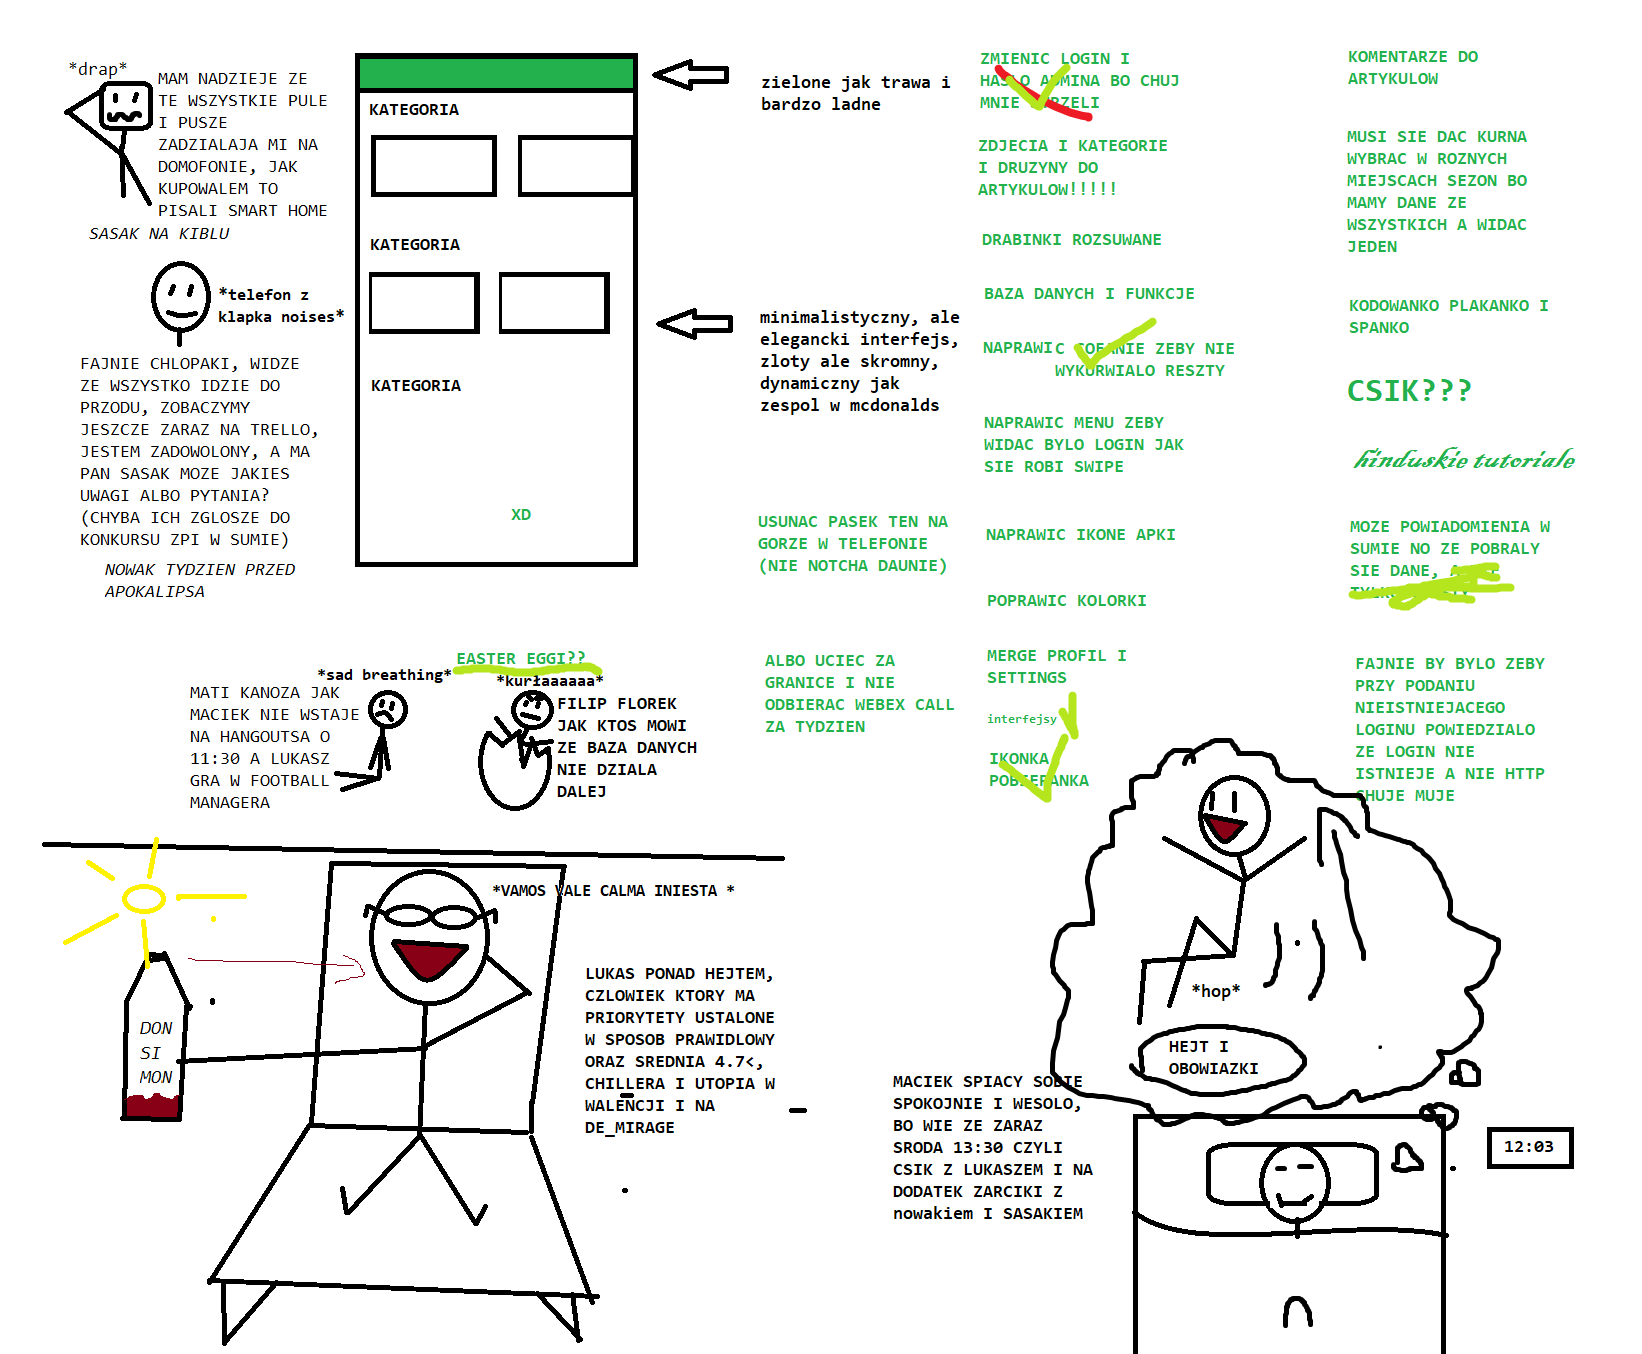 *drap*
MAM NADZIEJE ZE
TE WSZYSTKIE PULE
I PUSZE
ZADZIALAJA MI NA
DOMOFONIE, JAK
KUPOWALEM TO
PISALI SMART HOME
SASAK NA KIBLU
*telefon z
klapka noises*
FAJNIE CHLOPAKI, WIDZE
ZE WSZYSTKO IDZIE DO
PRZODU, ZOBACZYMY
JESZCZE ZARAZ NA TRELLO,
JESTEM ZADOWOLONY, A MA
PAN SASAK MOZE JAKIES
UWAGI ALBO PYTANIA?
(CHYBA ICH ZGLOSZE DO
KONKURSU ZPI W SUMIE)
NOWAK TYDZIEN PRZED
APOKALIPSA
KATEGORIA
KATEGORIA
KATEGORIA
XD
zielone jak trawa i
bardzo ladne
minimalistyczny, ale
elegancki interfejs,
zloty ale skromny,
dynamiczny jak
zespol w mcdonalds
USUNAC PASEK TEN NA
GORZE W TELEFONIE
(NIE NOTCHA DAUNIE)
ALBO UCIEC ZA
GRANICE I NIE
ODBIERAC WEBEX CALL
ZA TYDZIEN
ZMIENIC LOGIN I
HASLO ADMINA BO CHUJ
MNIE
ZDJECIA I KATEGORIE
I DRUZYNY DO
ARTYKULOW!!!!!
DRABINKI ROZSUWANE
BAZA DANYCH I FUNKCJE
NAPRAWIC COFANIE ZEBY NIE
WYKURWIALO RESZTY
NAPRAWIC MENU ZEBY
WIDAC BYLO LOGIN JAK
SIE ROBI SWIPE
NAPRAWIC IKONE APKI
POPRAWIC KOLORKI
MERGE PROFIL I
SETTINGS
interfejsy
IKONKA
POBIERANKA
KOMENTARZE DO
ARTYKULOW
MUSI SIE DAC KURNA
WYBRAC W ROZNYCH
MIEJSCACH SEZON BO
MAMY DANE ZE
WSZYSTKICH A WIDAC
JEDEN
KODOWANKO PLAKANKO I
SPANKO
CSIK???
hinduskie tutoriale
MOZE POWIADOMIENIA W
SUMIE NO ZE POBRALY
SIE DANE,
FAJNIE BY BYLO ZEBY
PRZY PODANIU
NIEISTNIEJACEGO
LOGINU POWIEDZIALO
ZE LOGIN NIE
ISTNIEJE A NIE HTTP
CHUJE MUJE
EASTER EGGI??
*sad breathing*
MATI KANOZA JAK
MACIEK NIE WSTAJE
NA HANGOUTSA O
11:30 A LUKASZ
GRA W FOOTBALL
MANAGERA
*kurłaaaaaa*
FILIP FLOREK
JAK KTOS MOWI
ZE BAZA DANYCH
NIE DZIALA
DALEJ
*VAMOS VALE CALMA INIESTA *
DON
SI
MON
LUKAS PONAD HEJTEM,
CZLOWIEK KTORY MA
PRIORYTETY USTALONE
W SPOSOB PRAWIDLOWY
ORAZ SREDNIA 4.7<,
CHILLERA I UTOPIA W
WALENCJI I NA
DE_MIRAGE
*hop*
HEJT I
OBOWIAZKI
MACIEK SPIACY SOBIE
SPOKOJNIE I WESOLO,
BO WIE ZE ZARAZ
SRODA 13:30 CZYLI
CSIK Z LUKASZEM I NA
DODATEK ZARCIKI Z
nowakiem I SASAKIEM
12:03